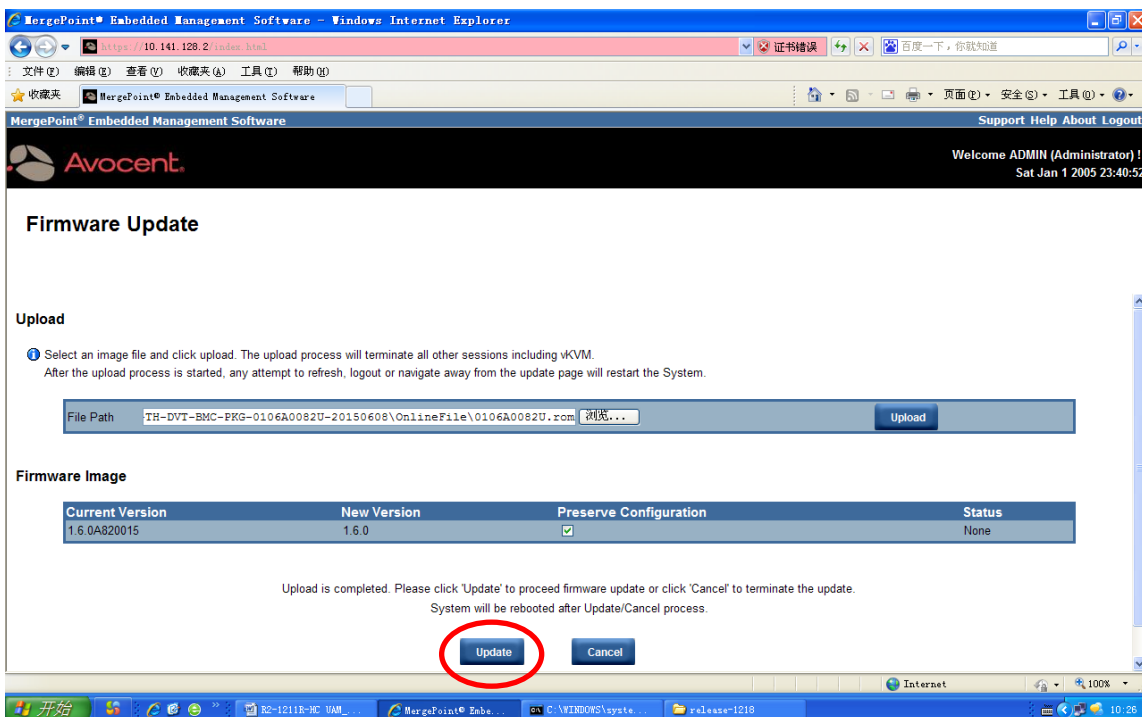 MergePoint® Embedded Management Software - Windows Internet Explorer
https://10.141.128.2/index.html 证书错误 百度一下，你就知道
文件(F) 编辑(E) 查看(V) 收藏夹(A) 工具(T) 帮助(H)
收藏夹 MergePoint® Embedded Management Software 页面(P) 安全(S) 工具(O)
MergePoint® Embedded Management Software Support Help About Logout
Avocent. Welcome ADMIN (Administrator) !
Sat Jan 1 2005 23:40:52
Firmware Update
Upload
Select an image file and click upload. The upload process will terminate all other sessions including vKVM.
After the upload process is started, any attempt to refresh, logout or navigate away from the update page will restart the System.
File Path -TH-DVT-BMC-PKG-0106A0082U-20150608\OnlineFile\0106A0082U.rom 浏览... Upload
Firmware Image
Current Version New Version Preserve Configuration Status
1.6.0A820015 1.6.0 None
Upload is completed. Please click 'Update' to proceed firmware update or click 'Cancel' to terminate the update.
System will be rebooted after Update/Cancel process.
Update Cancel
Internet 100%
开始 R2-1211R-HC UAM_... MergePoint® Embe... C:\WINDOWS\syste... release-1218 10:26